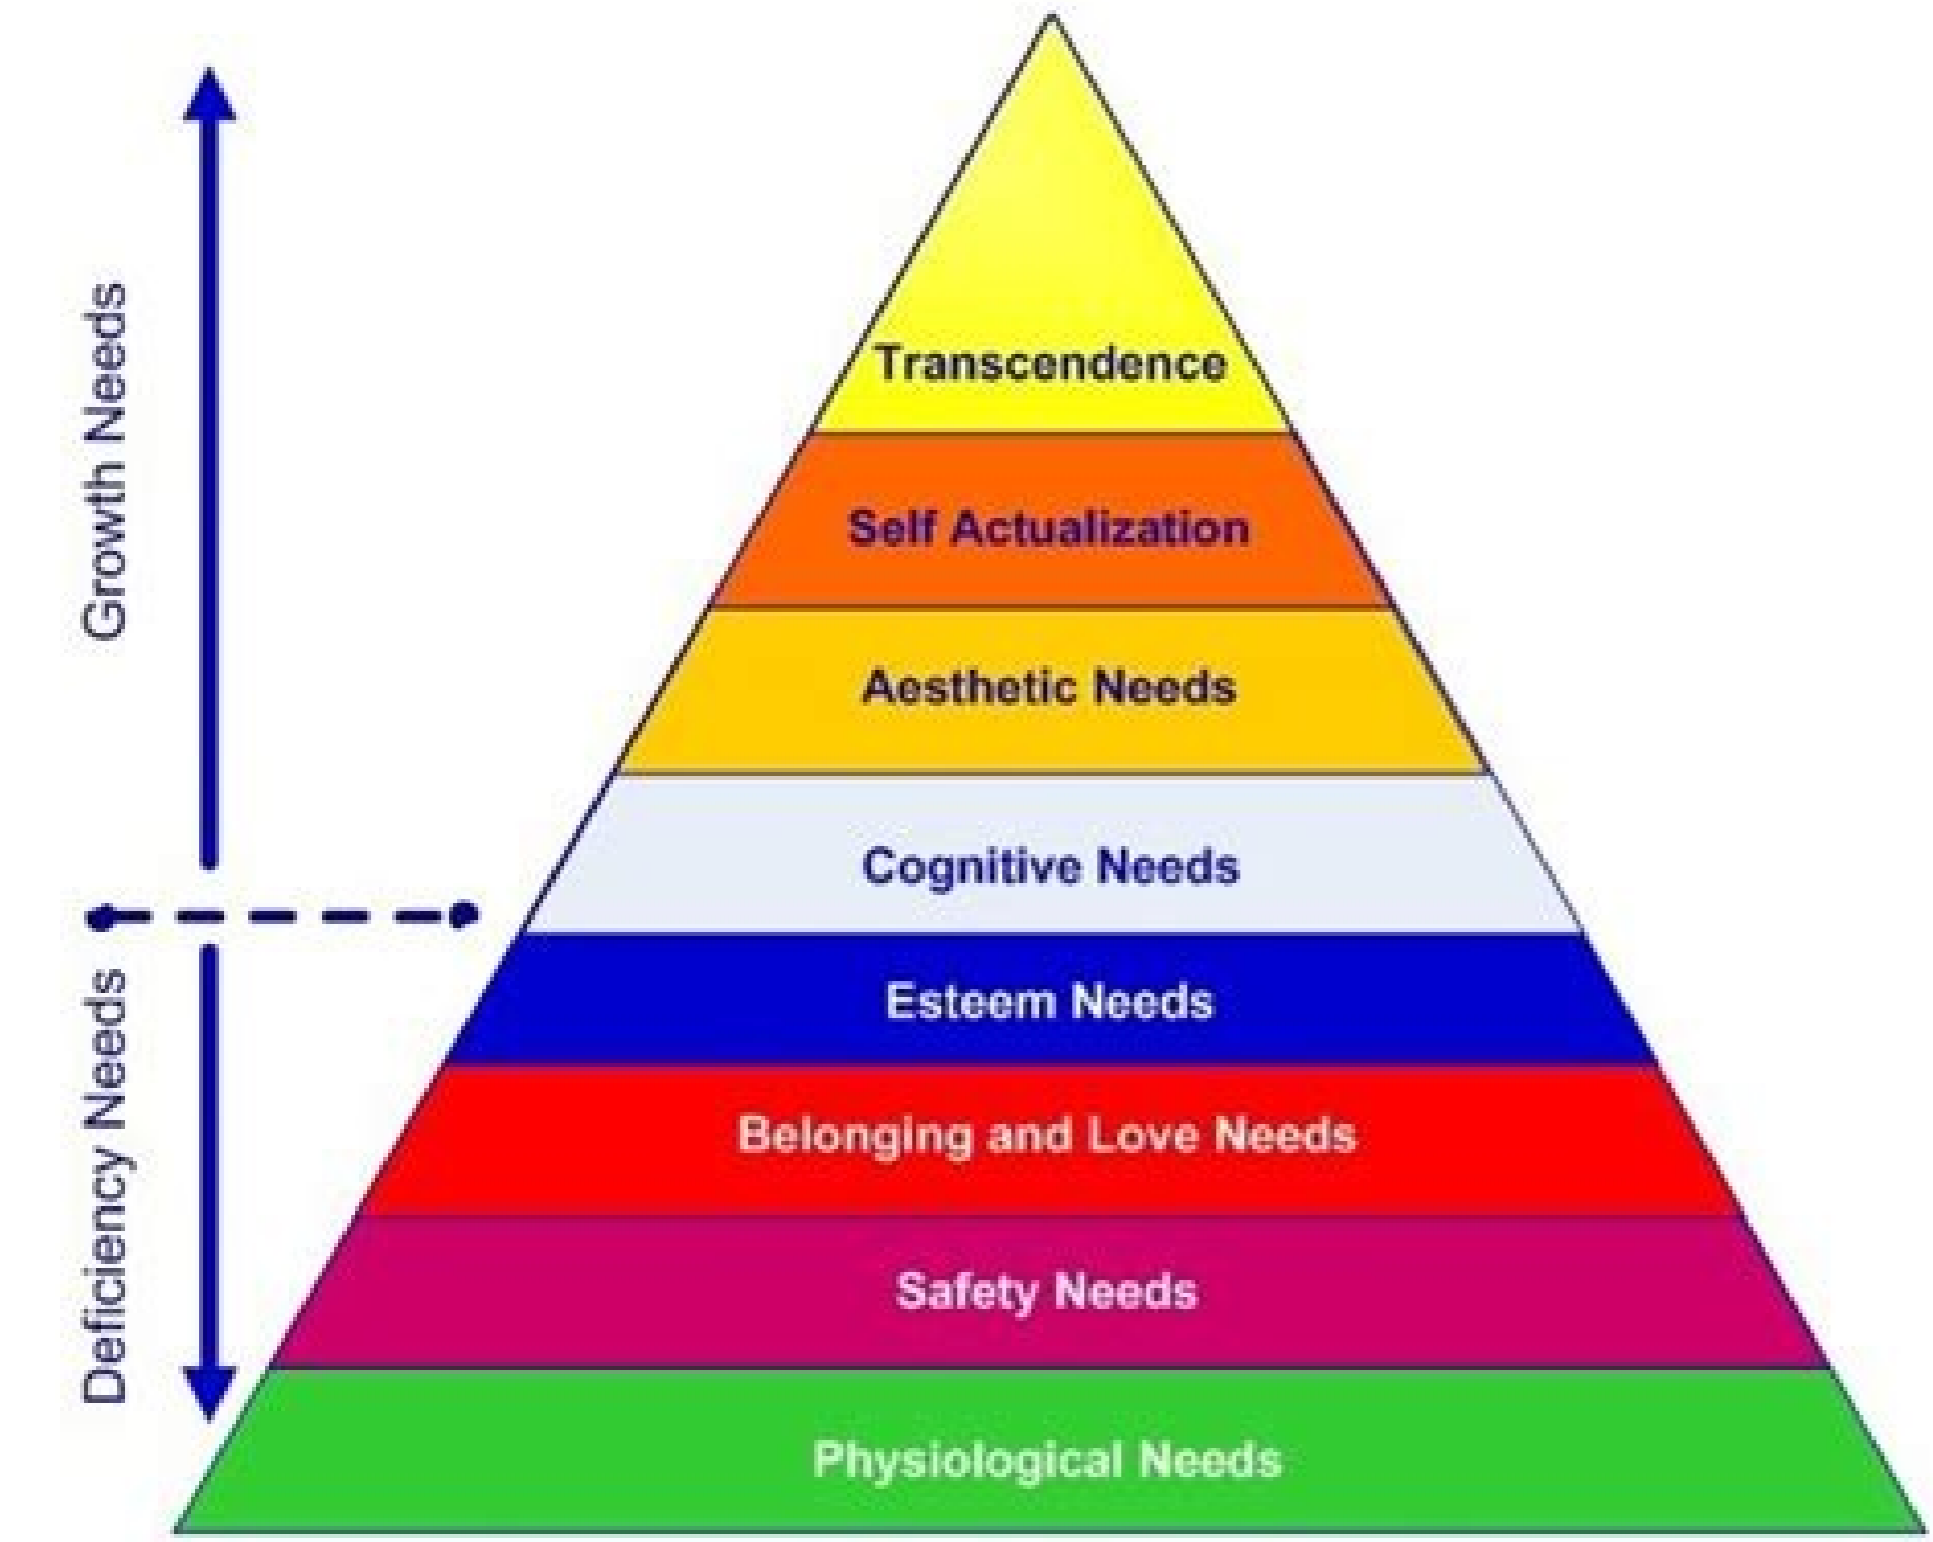 Growth Needs
Deficiency Needs
Transcendence
Self Actualization
Aesthetic Needs
Cognitive Needs
Esteem Needs
Belonging and Love Needs
Safety Needs
Physiological Needs